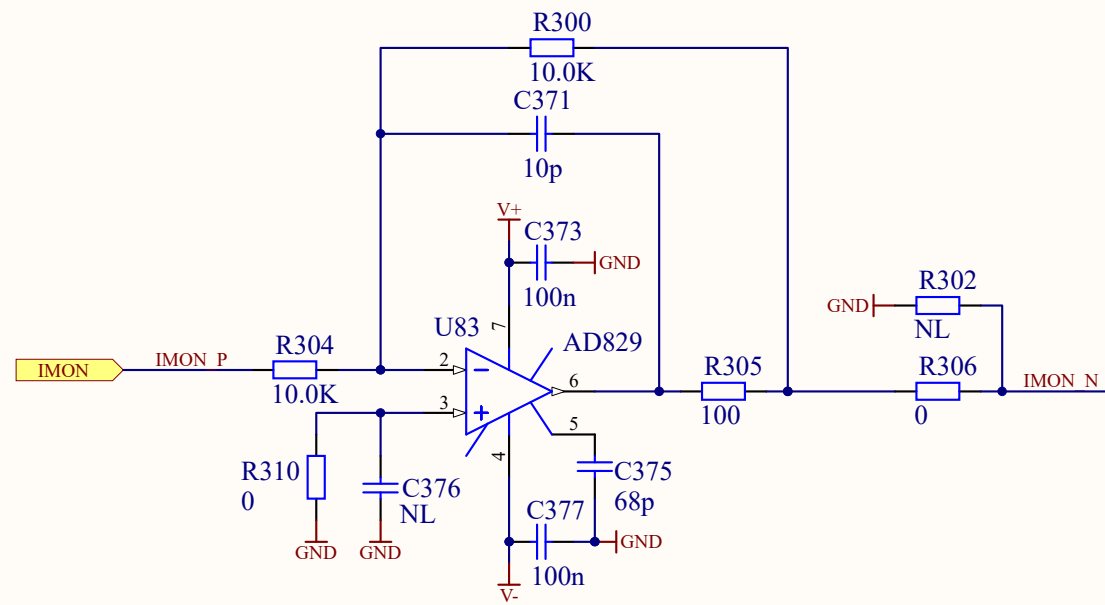 R300
10.0K
C371
10p
V+
C373
GND
100n
R302
GND
NL
7
U83
AD829
IMON
IMON_P
R304
10.0K
2
6
R305
100
R306
0
IMON_N
3
5
4
R310
0
C376
NL
C375
68p
C377
100n
GND
GND
GND
V-